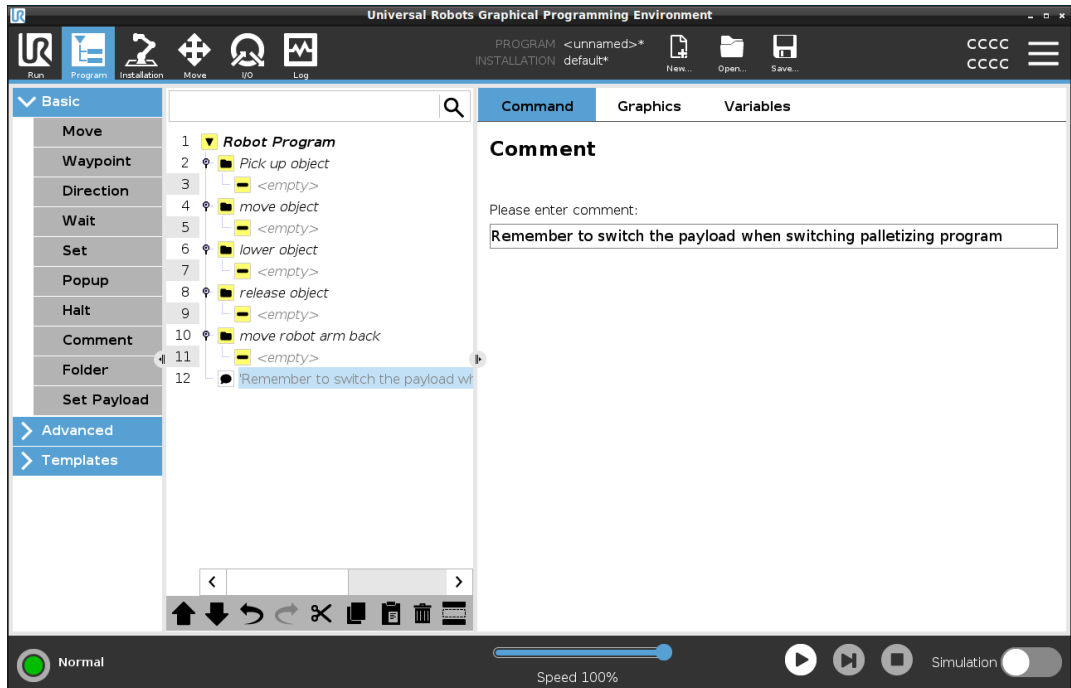 Universal Robots Graphical Programming Environment
UR
Run
Program
Installation
Move
I/O
Log
PROGRAM <unnamed>*
INSTALLATION default*
New...
Open...
Save...
CCCC
CCCC
Basic
Move
Waypoint
Direction
Wait
Set
Popup
Halt
Comment
Folder
Set Payload
Advanced
Templates
1 Robot Program
2 Pick up object
3 <empty>
4 move object
5 <empty>
6 lower object
7 <empty>
8 release object
9 <empty>
10 move robot arm back
11 <empty>
12 'Remember to switch the payload wh
Command Graphics Variables
Comment
Please enter comment:
Remember to switch the payload when switching palletizing program
Normal
Speed 100%
Simulation